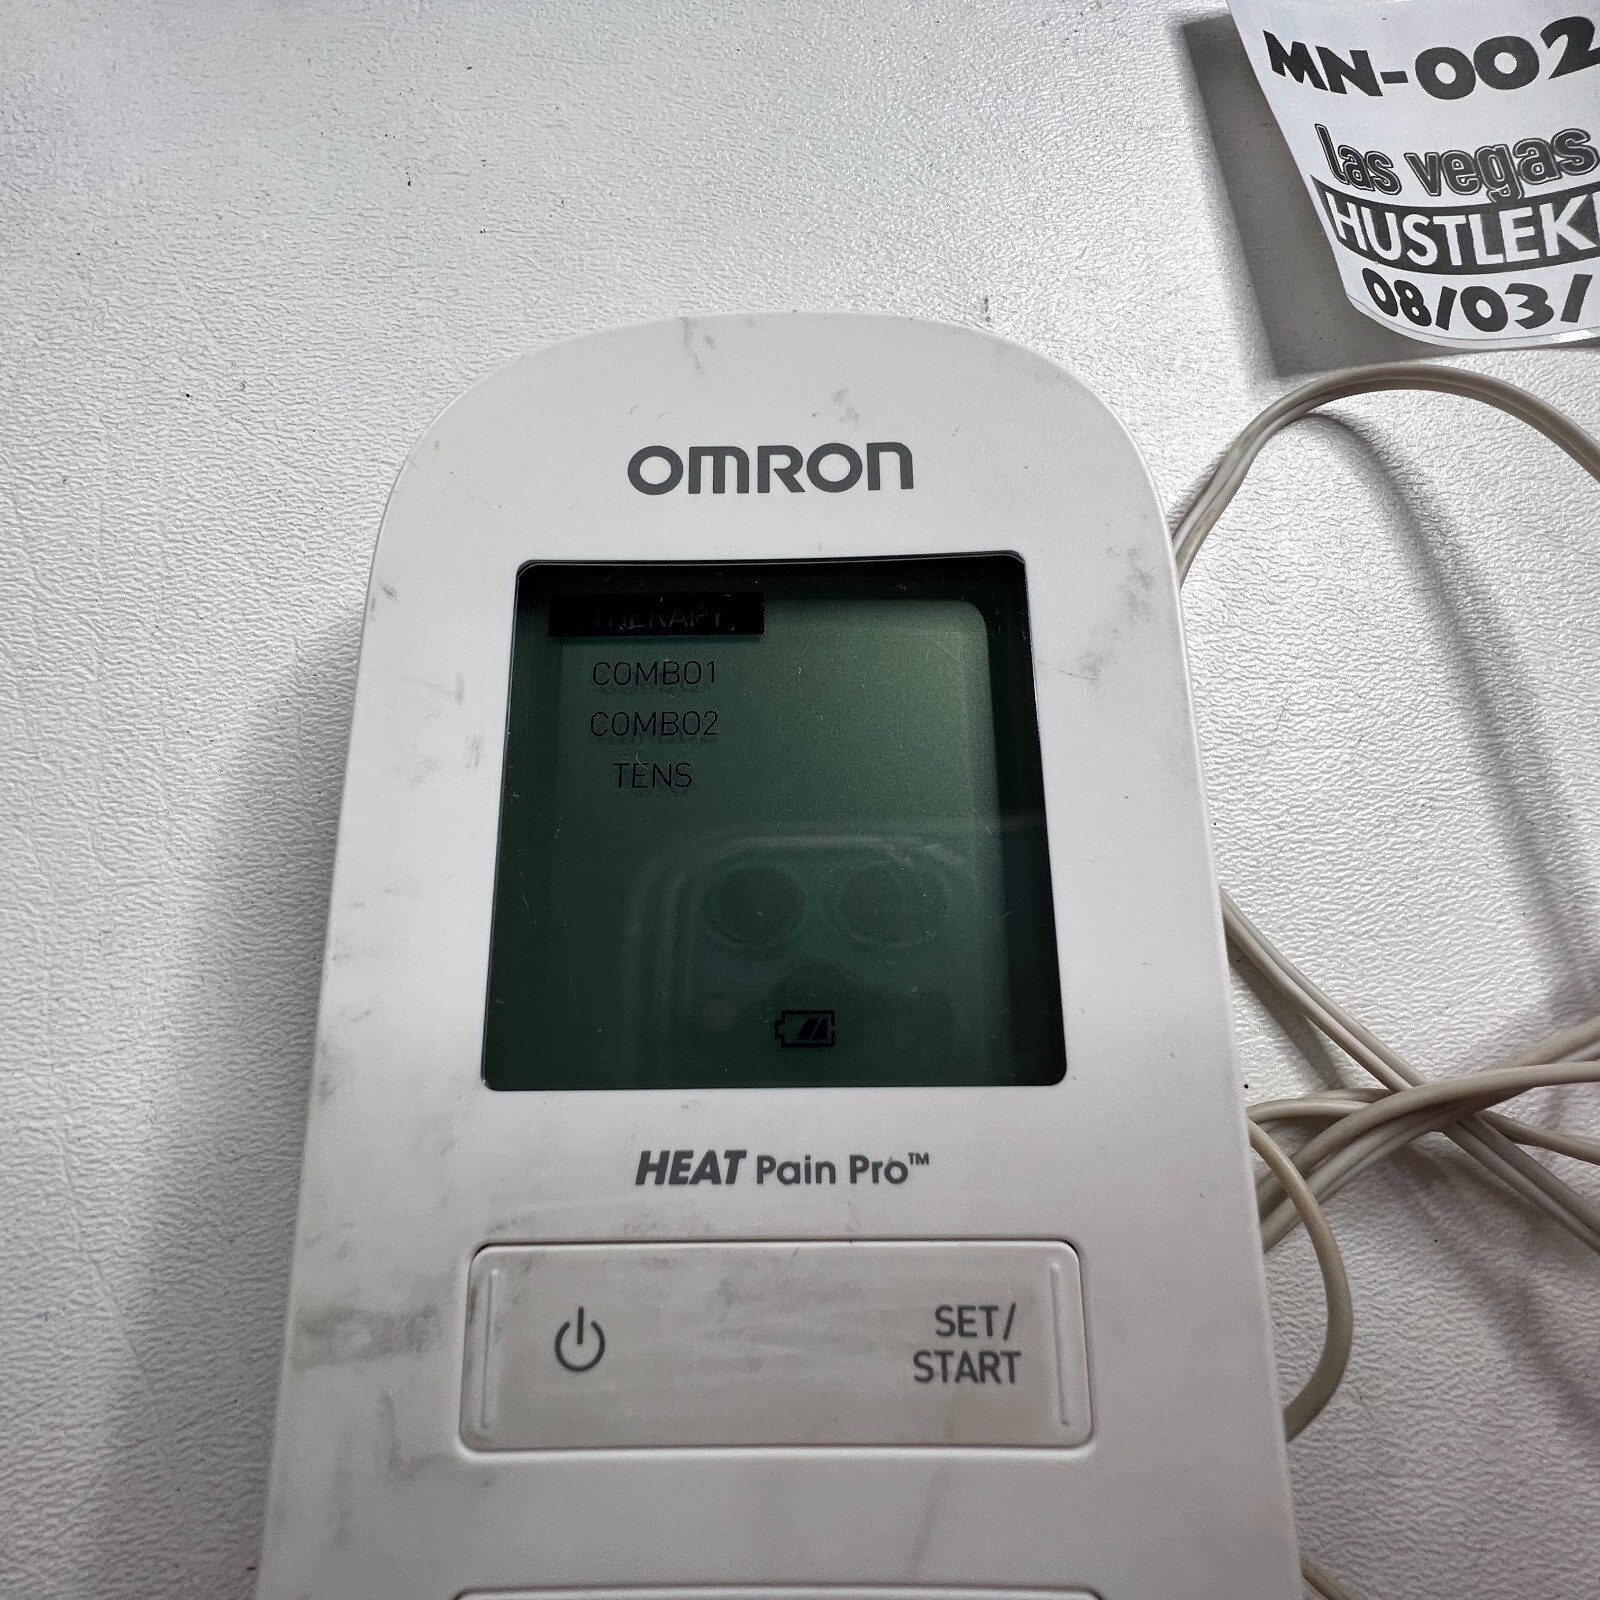 MN-002
las vegas
HUSTLEK
08/03/
OMRON
THERAPY
COMBO1
COMBO2
TENS
HEAT Pain Pro™
SET/
START